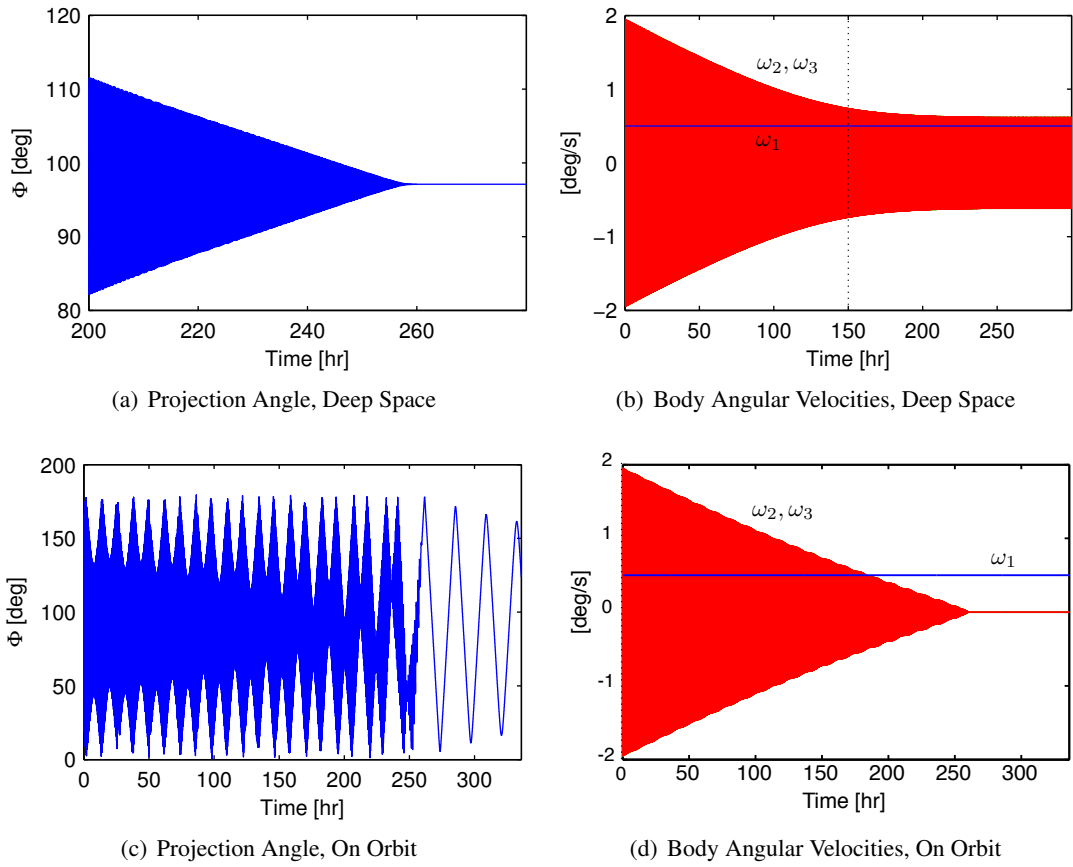 120
110
100
90
80
Φ [deg]
200 220 240 260
Time [hr]
(a) Projection Angle, Deep Space
2
1
0
−1
−2
[deg/s]
ω2, ω3
ω1
0 50 100 150 200 250
Time [hr]
(b) Body Angular Velocities, Deep Space
200
150
100
50
0
Φ [deg]
0 50 100 150 200 250 300
Time [hr]
(c) Projection Angle, On Orbit
2
1
0
-1
-2
[deg/s]
ω2, ω3
ω1
0 50 100 150 200 250 300
Time [hr]
(d) Body Angular Velocities, On Orbit